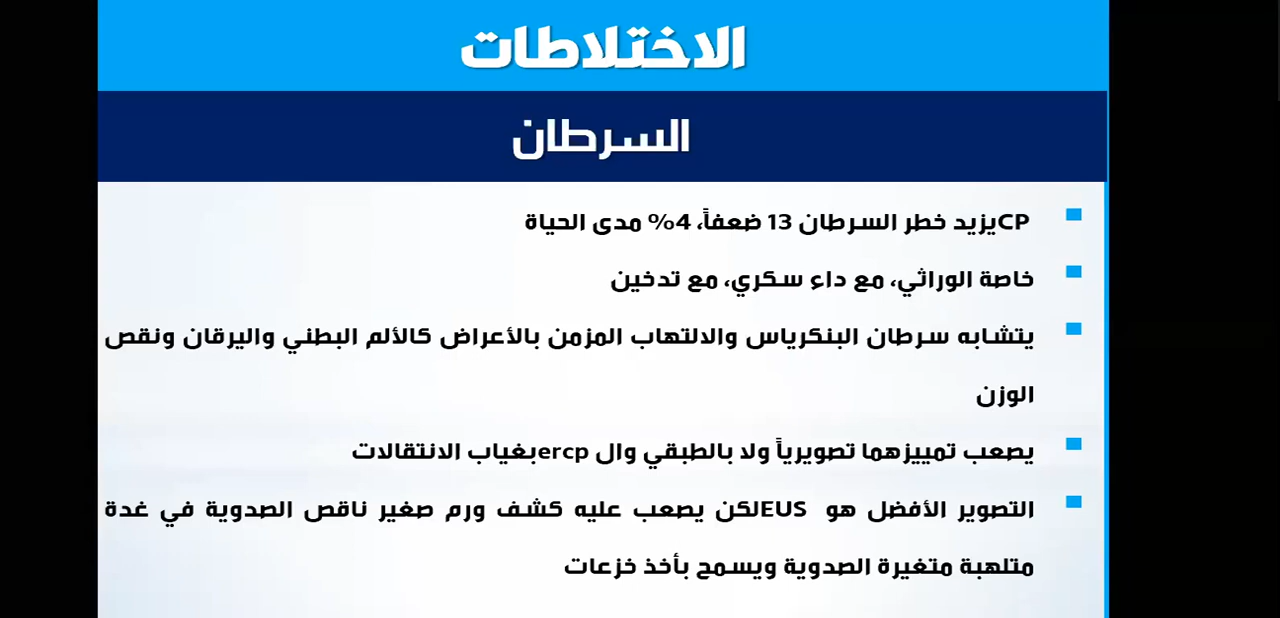 الاختلاطات
السرطان
CPيزيد خطر السرطان 13 ضعفاً، 4% مدى الحياة
خاصة الوراثي، مع داء سكري، مع تدخين
يتشابه سرطان البنكرياس والالتهاب المزمن بالأعراض كالألم البطني واليرقان ونقص
الوزن
يصعب تمييزهما تصويرياً ولا بالطبقي وال ercpبغياب الانتقالات
التصوير الأفضل هو EUSلكن يصعب عليه كشف ورم صغير ناقص الصدوية في غدة
متلهبة متغيرة الصدوية ويسمح بأخذ خزعات